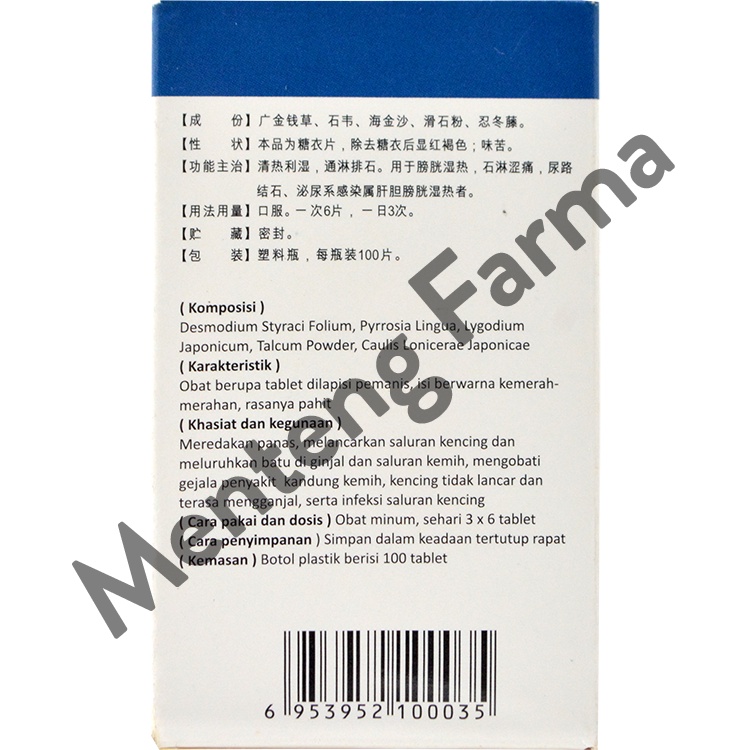 【成 份】广金钱草、石韦、海金沙、滑石粉、忍冬藤。
【性 状】本品为糖衣片，除去糖衣后显红褐色；味苦。
【功能主治】清热利湿，通淋排石。用于膀胱湿热，石淋涩痛，尿路
结石、泌尿系感染属肝胆膀胱湿热者。
【用法用量】口服。一次6片，一日3次。
【贮 藏】密封。
【包 装】塑料瓶，每瓶装100片。
( Komposisi )
Desmodium Styraci Folium, Pyrrosia Lingua, Lygodium
Japonicum, Talcum Powder, Caulis Lonicerae Japonicae
( Karakteristik )
Obat berupa tablet dilapisi pemanis, isi berwarna kemerah-
merahan, rasanya pahit
( Khasiat dan kegunaan )
Meredakan panas, melancarkan saluran kencing dan
meluruhkan batu di ginjal dan saluran kemih, mengobati
gejala penyakit kandung kemih, kencing tidak lancar dan
terasa mengganjal, serta infeksi saluran kencing
( Cara pakai dan dosis ) Obat minum, sehari 3 x 6 tablet
( Cara penyimpanan ) Simpan dalam keadaan tertutup rapat
( Kemasan ) Botol plastik berisi 100 tablet
Menteng Farma
6 953952 100035